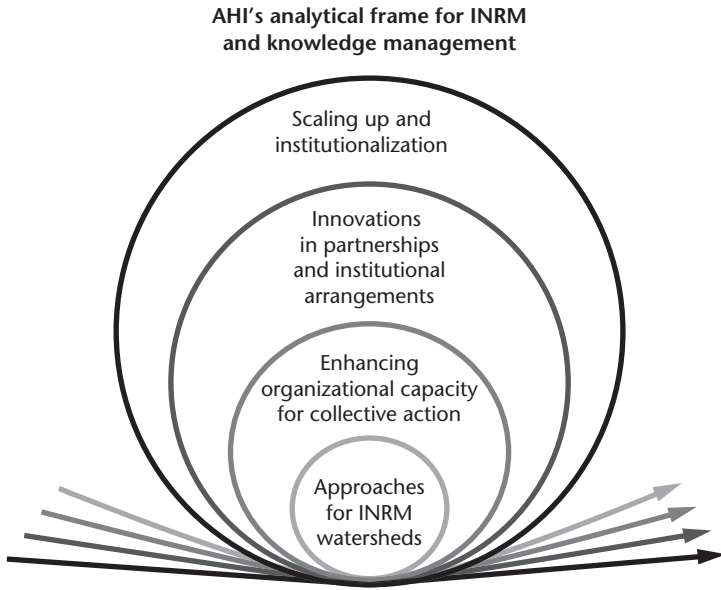 AHI's analytical frame for INRM
and knowledge management
Scaling up and
institutionalization
Innovations
in partnerships
and institutional
arrangements
Enhancing
organizational capacity
for collective action
Approaches
for INRM
watersheds